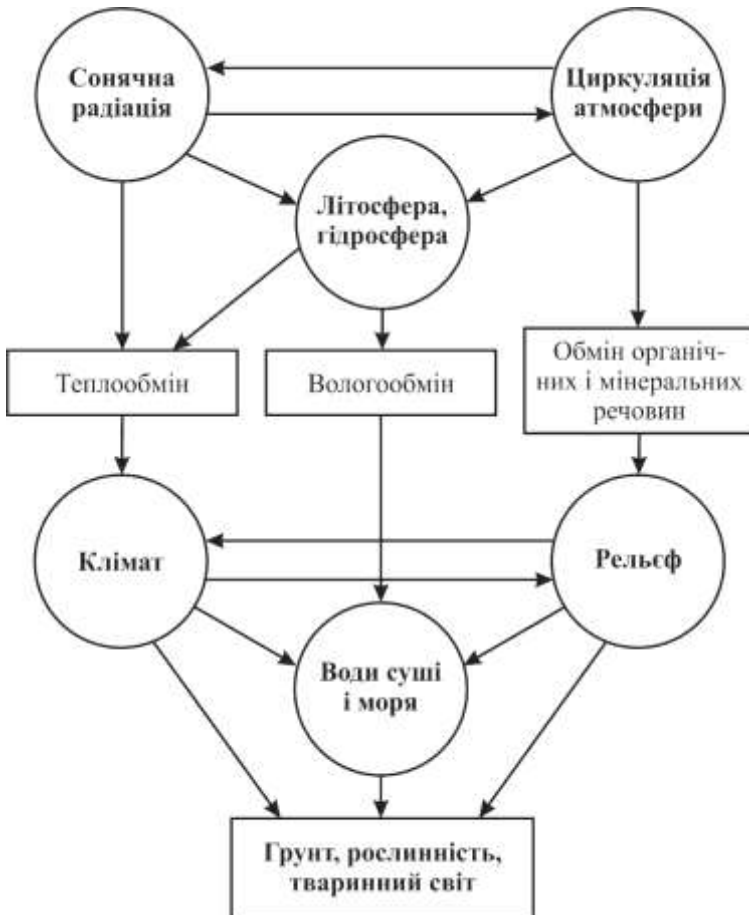 Сонячна
радіація
Циркуляція
атмосфери
Літосфера,
гідросфера
Теплообмін
Вологообмін
Обмін органіч-
них і мінеральних
речовин
Клімат
Рельєф
Води суші
і моря
Грунт, рослинність,
тваринний світ